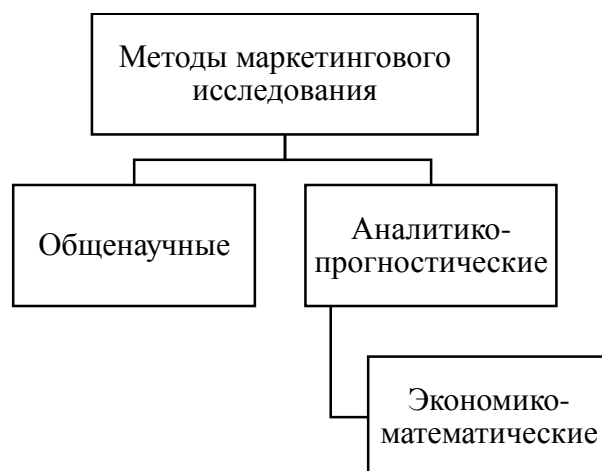 Методы маркетингового
исследования
Общенаучные
Аналитико-
прогностические
Экономико-
математические